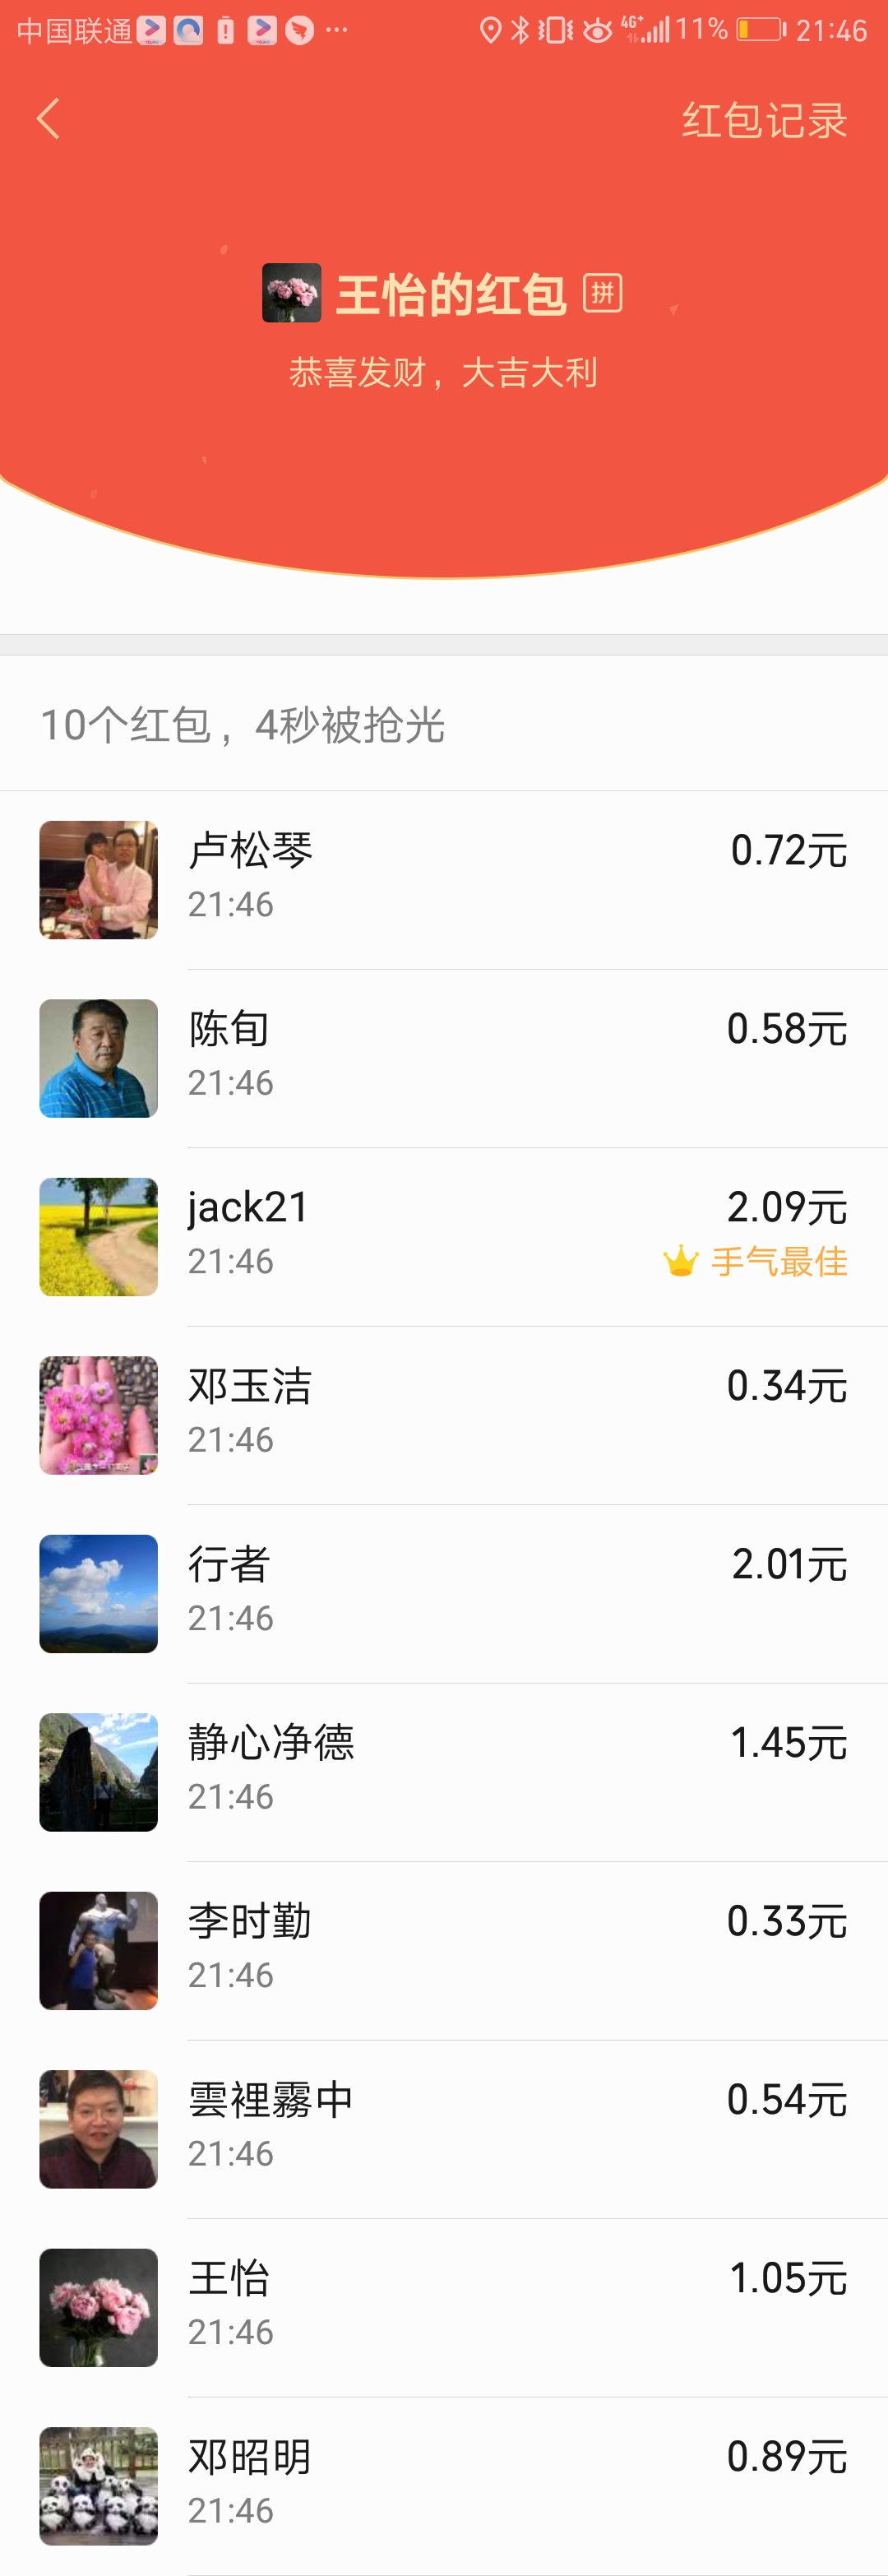 中国联通 4G+ 11% 21:46
红包记录
王怡的红包 拼
恭喜发财，大吉大利
10个红包，4秒被抢光
卢松琴 0.72元
21:46
陈旬 0.58元
21:46
jack21 2.09元
21:46 手气最佳
邓玉洁 0.34元
21:46
行者 2.01元
21:46
静心净德 1.45元
21:46
李时勤 0.33元
21:46
雲裡霧中 0.54元
21:46
王怡 1.05元
21:46
邓昭明 0.89元
21:46